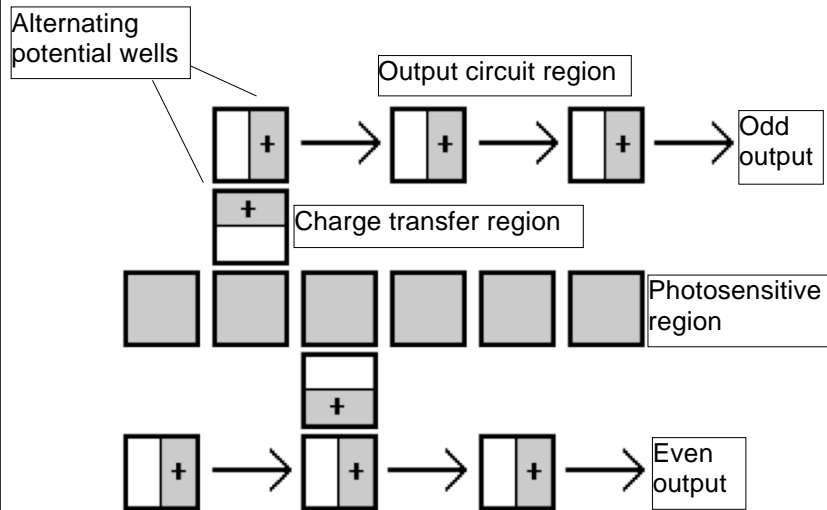 Alternating
potential wells
Output circuit region
+
+
+
Odd
output
+
Charge transfer region
Photosensitive
region
+
+
+
+
Even
output